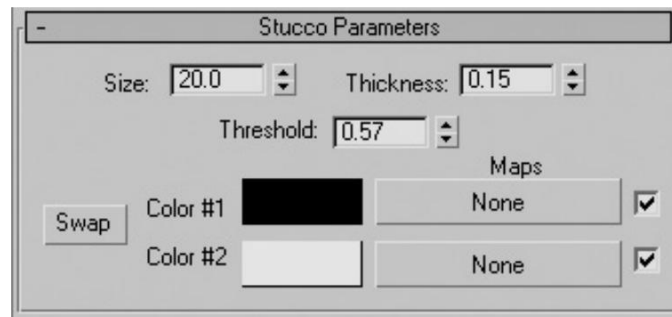 - Stucco Parameters
Size: 20.0 Thickness: 0.15
Threshold: 0.57
Maps
Swap Color #1 None
Color #2 None